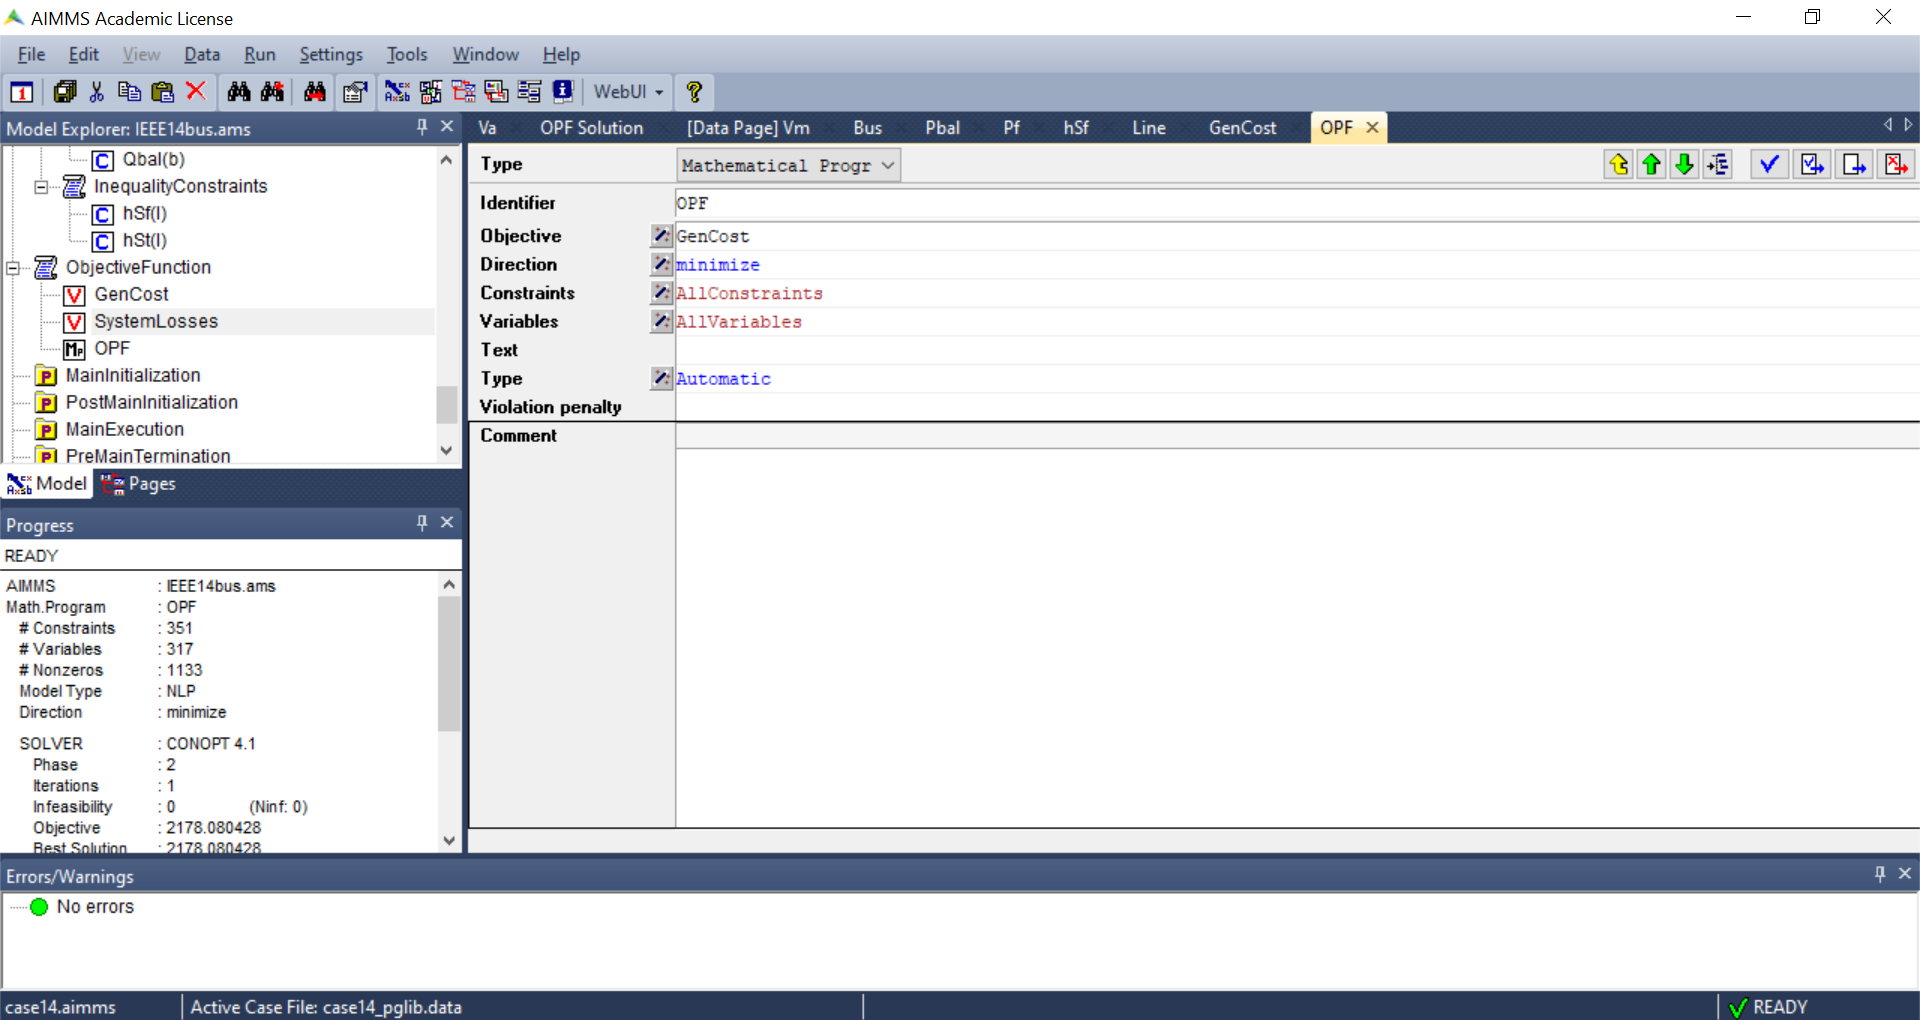 AIMMS Academic License
File Edit View Data Run Settings Tools Window Help
1 WebUI ?
Model Explorer: IEEE14bus.ams
Va OPF Solution [Data Page] Vm Bus Pbal Pf hSf Line GenCost OPF
C Qbal(b)
InequalityConstraints
C hSf(l)
C hSt(l)
ObjectiveFunction
V GenCost
V SystemLosses
MP OPF
P MainInitialization
P PostMainInitialization
P MainExecution
P PreMainTermination
Model Pages
Type Mathematical Progr
Identifier OPF
Objective GenCost
Direction minimize
Constraints AllConstraints
Variables AllVariables
Text
Type Automatic
Violation penalty
Comment
Progress
READY
AIMMS : IEEE14bus.ams
Math.Program : OPF
# Constraints : 351
# Variables : 317
# Nonzeros : 1133
Model Type : NLP
Direction : minimize
SOLVER : CONOPT 4.1
Phase : 2
Iterations : 1
Infeasibility : 0 (Ninf: 0)
Objective : 2178.080428
Best Solution : 2178.080428
Errors/Warnings
No errors
case14.aimms Active Case File: case14_pglib.data READY